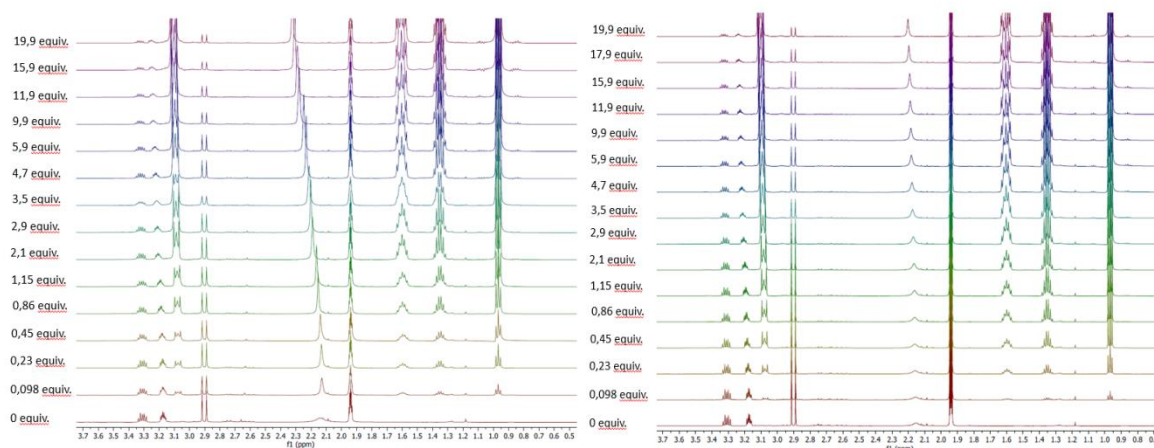 19,9 equiv.
15,9 equiv.
11,9 equiv.
9,9 equiv.
5,9 equiv.
4,7 equiv.
3,5 equiv.
2,9 equiv.
2,1 equiv.
1,15 equiv.
0,86 equiv.
0,45 equiv.
0,23 equiv.
0,098 equiv.
0 equiv.
3.7 3.6 3.5 3.4 3.3 3.2 3.1 3.0 2.9 2.8 2.7 2.6 2.5 2.4 2.3 2.2 2.1 2.0 1.9 1.8 1.7 1.6 1.5 1.4 1.3 1.2 1.1 1.0 0.9 0.8 0.7 0.6 0.5
f1 (ppm)
19,9 equiv.
17,9 equiv.
15,9 equiv.
11,9 equiv.
9,9 equiv.
5,9 equiv.
4,7 equiv.
3,5 equiv.
2,9 equiv.
2,1 equiv.
1,15 equiv.
0,86 equiv.
0,45 equiv.
0,23 equiv.
0,098 equiv.
0 equiv.
3.7 3.6 3.5 3.4 3.3 3.2 3.1 3.0 2.9 2.8 2.7 2.6 2.5 2.4 2.3 2.2 2.1 2.0 1.9 1.8 1.7 1.6 1.5 1.4 1.3 1.2 1.1 1.0 0.9 0.8
f1 (ppm)